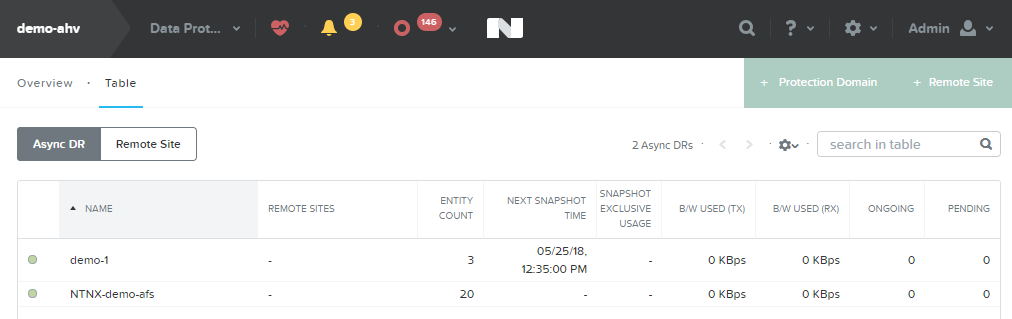 demo-ahv Data Prot... 3 146 ? Admin
Overview · Table + Protection Domain + Remote Site
Async DR Remote Site 2 Async DRs · < > · search in table
NAME REMOTE SITES ENTITY COUNT NEXT SNAPSHOT TIME SNAPSHOT EXCLUSIVE USAGE B/W USED (TX) B/W USED (RX) ONGOING PENDING
demo-1 - 3 05/25/18, 12:35:00 PM - 0 KBps 0 KBps 0 0
NTNX-demo-afs - 20 - - 0 KBps 0 KBps 0 0